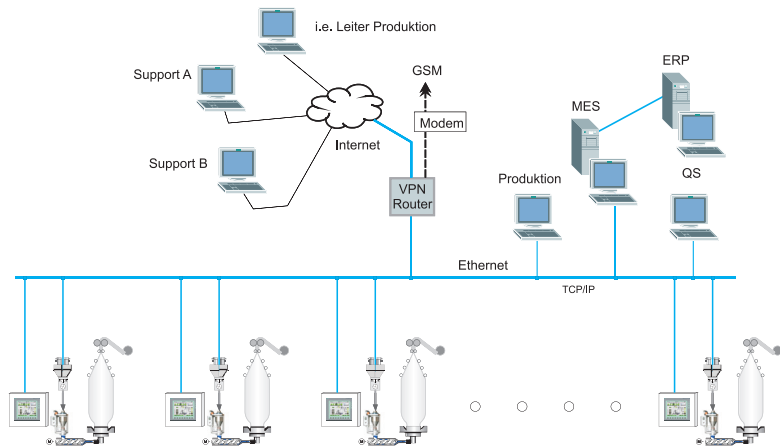 i.e. Leiter Produktion
Support A
GSM
ERP
MES
Modem
Internet
Support B
VPN
Router
Produktion
QS
Ethernet
TCP/IP
M
M
M
M